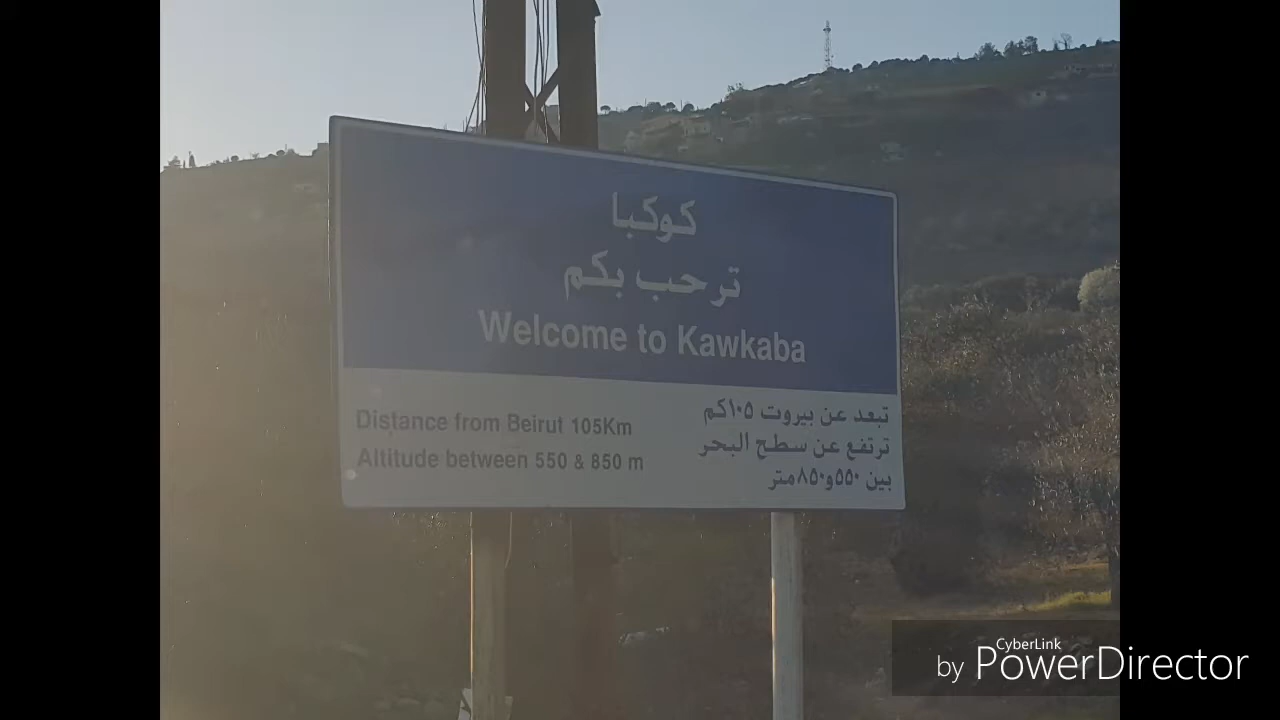 كوكبا
ترحب بكم
Welcome to Kawkaba
Distance from Beirut 105Km
Altitude between 550 & 850 m
تبعد عن بيروت ١٠٥كم
ترتفع عن سطح البحر
بين ٥٥٠و٨٥٠متر
CyberLink
by PowerDirector